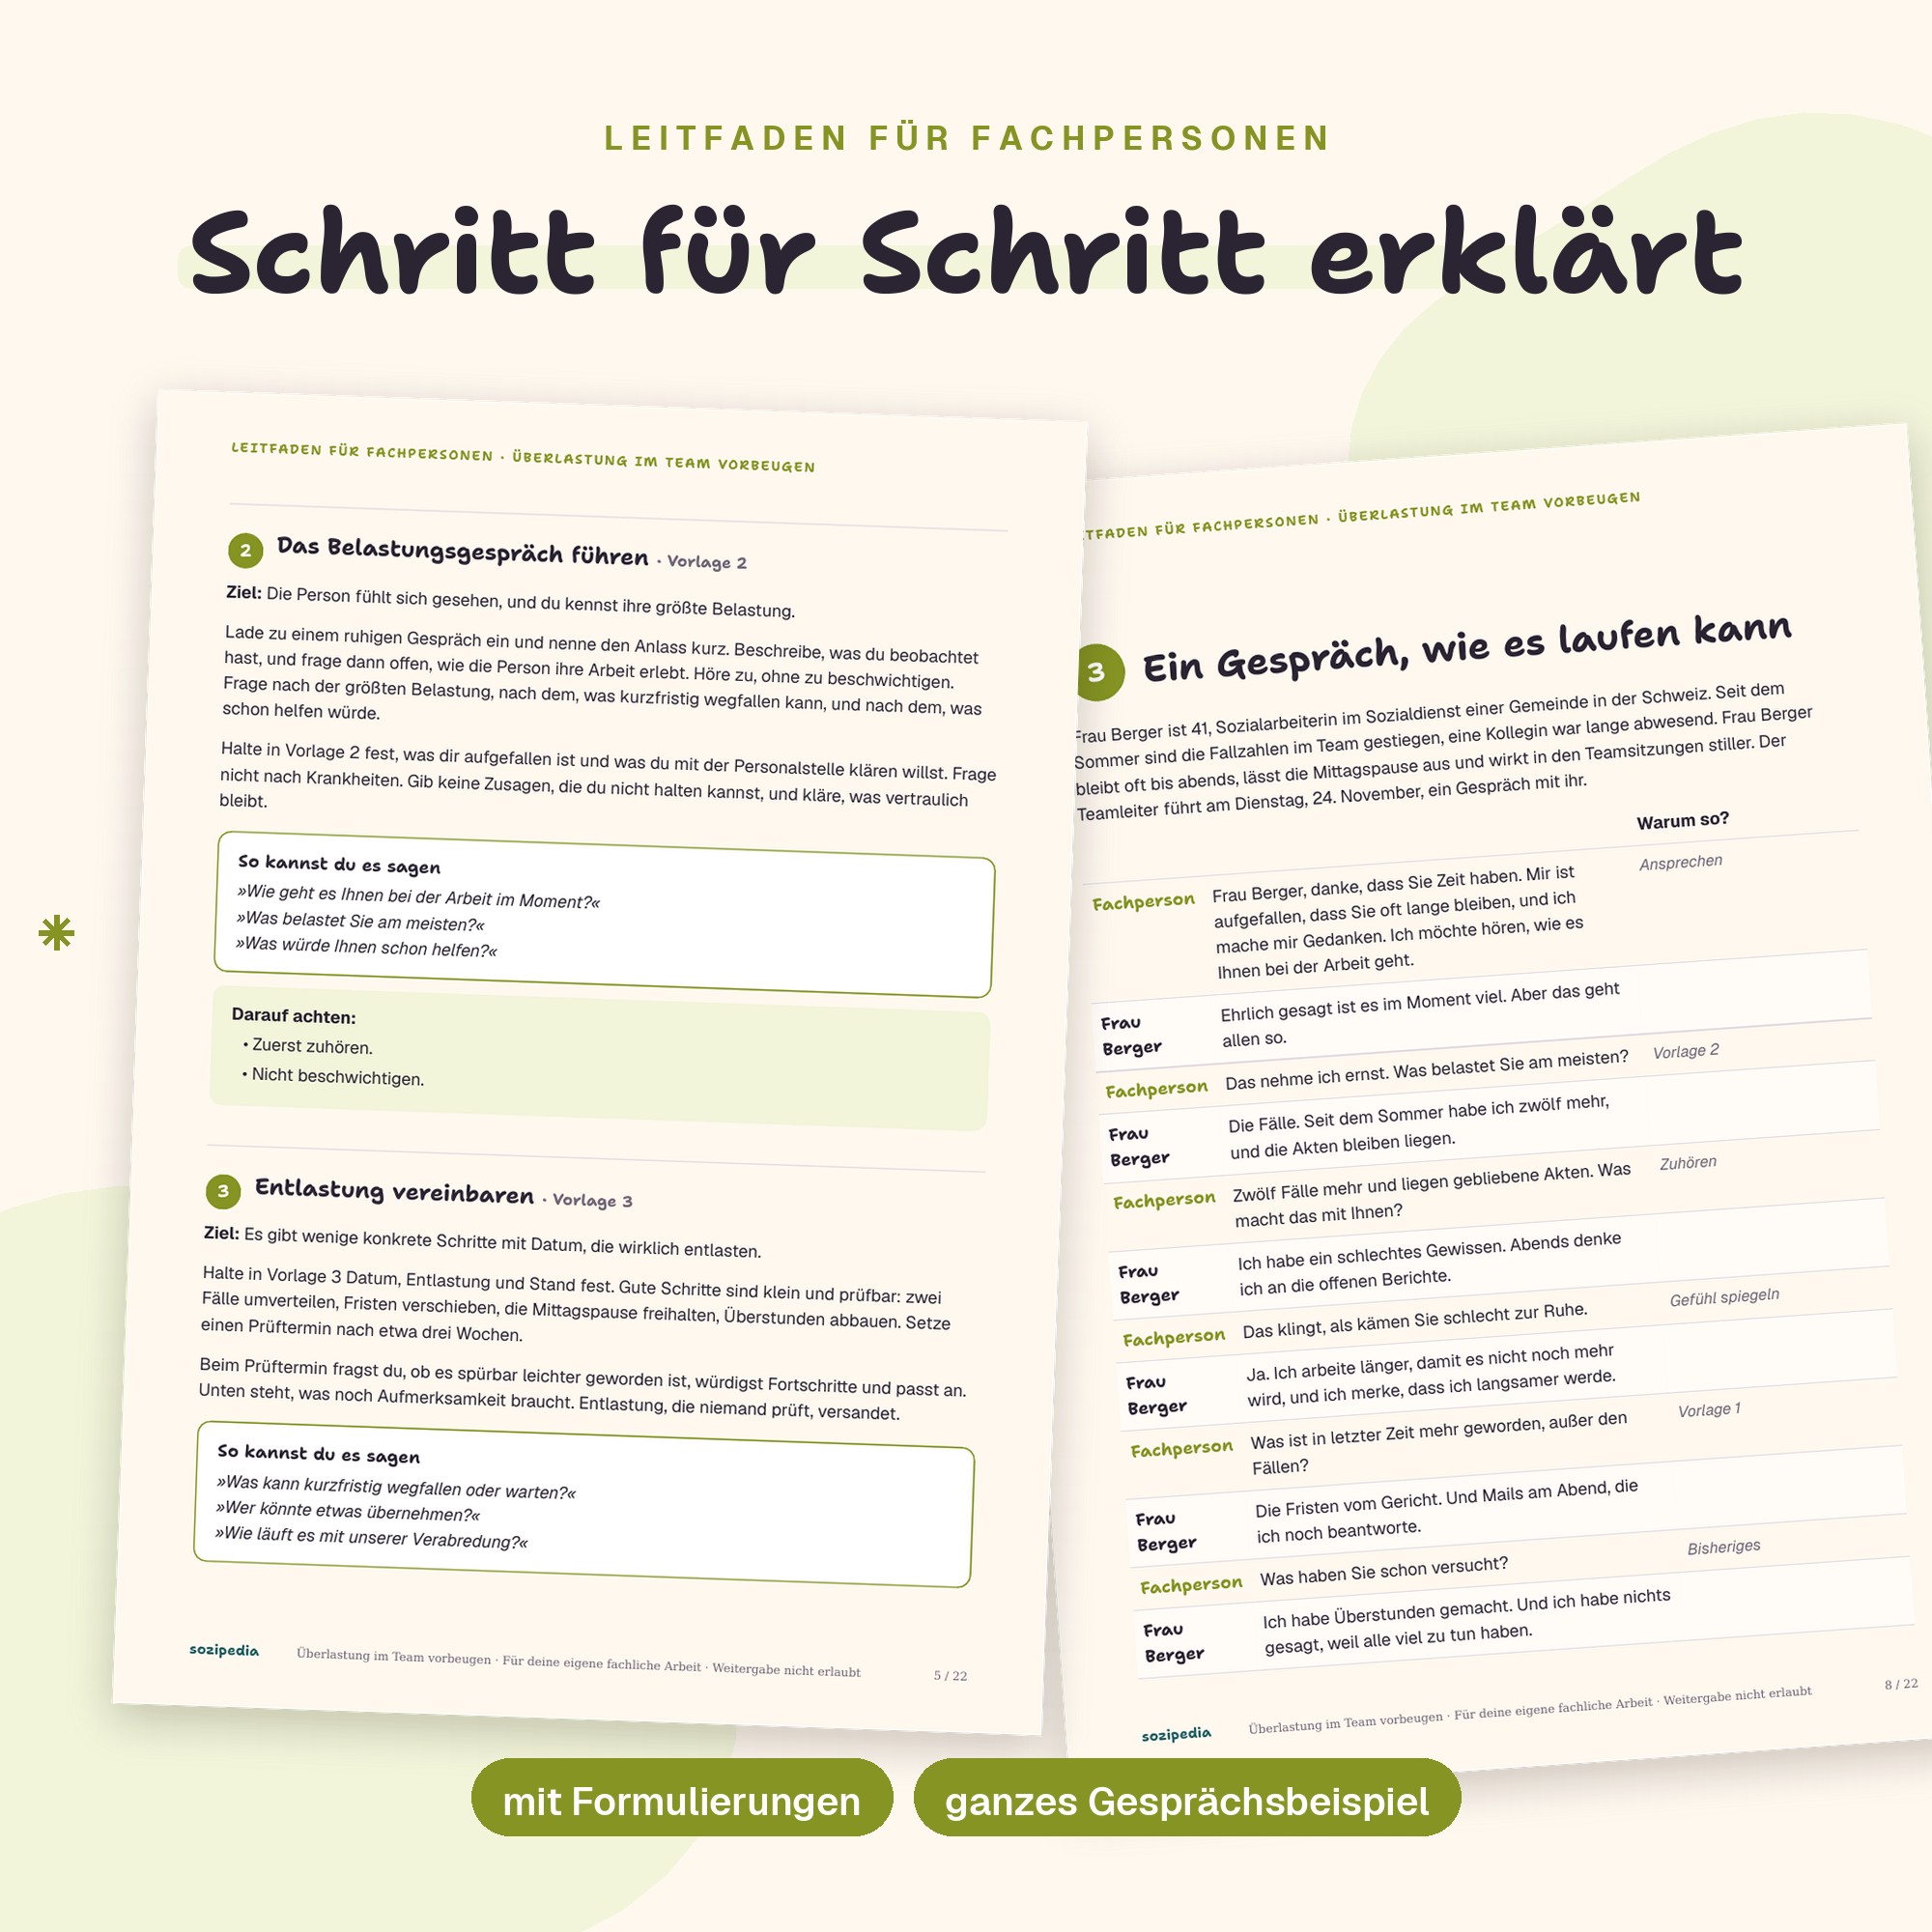 LEITFADEN FÜR FACHPERSONEN
Schritt für Schritt erklärt
LEITFADEN FÜR FACHPERSONEN · ÜBERLASTUNG IM TEAM VORBEUGEN
2 Das Belastungsgespräch führen · Vorlage 2
Ziel: Die Person fühlt sich gesehen, und du kennst ihre größte Belastung.
Lade zu einem ruhigen Gespräch ein und nenne den Anlass kurz. Beschreibe, was du beobachtet
hast, und frage dann offen, wie die Person ihre Arbeit erlebt. Höre zu, ohne zu beschwichtigen.
Frage nach der größten Belastung, nach dem, was kurzfristig wegfallen kann, und nach dem, was
schon helfen würde.
Halte in Vorlage 2 fest, was dir aufgefallen ist und was du mit der Personalstelle klären willst. Frage
nicht nach Krankheiten. Gib keine Zusagen, die du nicht halten kannst, und kläre, was vertraulich
bleibt.
So kannst du es sagen
»Wie geht es Ihnen bei der Arbeit im Moment?«
»Was belastet Sie am meisten?«
»Was würde Ihnen schon helfen?«
Darauf achten:
• Zuerst zuhören.
• Nicht beschwichtigen.
3 Entlastung vereinbaren · Vorlage 3
Ziel: Es gibt wenige konkrete Schritte mit Datum, die wirklich entlasten.
Halte in Vorlage 3 Datum, Entlastung und Stand fest. Gute Schritte sind klein und prüfbar: zwei
Fälle umverteilen, Fristen verschieben, die Mittagspause freihalten, Überstunden abbauen. Setze
einen Prüftermin nach etwa drei Wochen.
Beim Prüftermin fragst du, ob es spürbar leichter geworden ist, würdigst Fortschritte und passt an.
Unten steht, was noch Aufmerksamkeit braucht. Entlastung, die niemand prüft, versandet.
So kannst du es sagen
»Was kann kurzfristig wegfallen oder warten?«
»Wer könnte etwas übernehmen?«
»Wie läuft es mit unserer Verabredung?«
sozipedia Überlastung im Team vorbeugen · Für deine eigene fachliche Arbeit · Weitergabe nicht erlaubt 5 / 22
TFADEN FÜR FACHPERSONEN · ÜBERLASTUNG IM TEAM VORBEUGEN
3 Ein Gespräch, wie es laufen kann
Frau Berger ist 41, Sozialarbeiterin im Sozialdienst einer Gemeinde in der Schweiz. Seit dem
Sommer sind die Fallzahlen im Team gestiegen, eine Kollegin war lange abwesend. Frau Berger
bleibt oft bis abends, lässt die Mittagspause aus und wirkt in den Teamsitzungen stiller. Der
Teamleiter führt am Dienstag, 24. November, ein Gespräch mit ihr.
Warum so?
Fachperson Frau Berger, danke, dass Sie Zeit haben. Mir ist Ansprechen
aufgefallen, dass Sie oft lange bleiben, und ich
mache mir Gedanken. Ich möchte hören, wie es
Ihnen bei der Arbeit geht.
Frau Ehrlich gesagt ist es im Moment viel. Aber das geht
Berger allen so.
Fachperson Das nehme ich ernst. Was belastet Sie am meisten? Vorlage 2
Frau Die Fälle. Seit dem Sommer habe ich zwölf mehr,
Berger und die Akten bleiben liegen.
Fachperson Zwölf Fälle mehr und liegen gebliebene Akten. Was Zuhören
macht das mit Ihnen?
Frau Ich habe ein schlechtes Gewissen. Abends denke
Berger ich an die offenen Berichte.
Fachperson Das klingt, als kämen Sie schlecht zur Ruhe. Gefühl spiegeln
Frau Ja. Ich arbeite länger, damit es nicht noch mehr
Berger wird, und ich merke, dass ich langsamer werde.
Fachperson Was ist in letzter Zeit mehr geworden, außer den Vorlage 1
Fällen?
Frau Die Fristen vom Gericht. Und Mails am Abend, die
Berger ich noch beantworte.
Fachperson Was haben Sie schon versucht? Bisheriges
Frau Ich habe Überstunden gemacht. Und ich habe nichts
Berger gesagt, weil alle viel zu tun haben.
sozipedia Überlastung im Team vorbeugen · Für deine eigene fachliche Arbeit · Weitergabe nicht erlaubt 8 / 22
mit Formulierungen
ganzes Gesprächsbeispiel